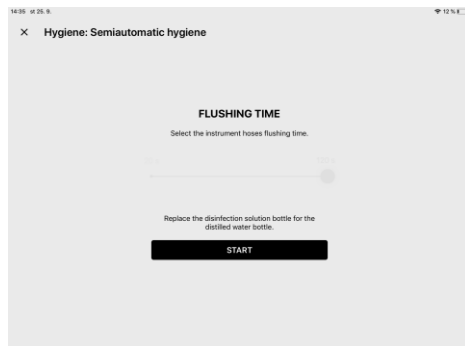 14:35 st 25. 9.
12 %
Hygiene: Semiautomatic hygiene
FLUSHING TIME
Select the instrument hoses flushing time.
Replace the disinfection solution bottle for the
distilled water bottle.
START